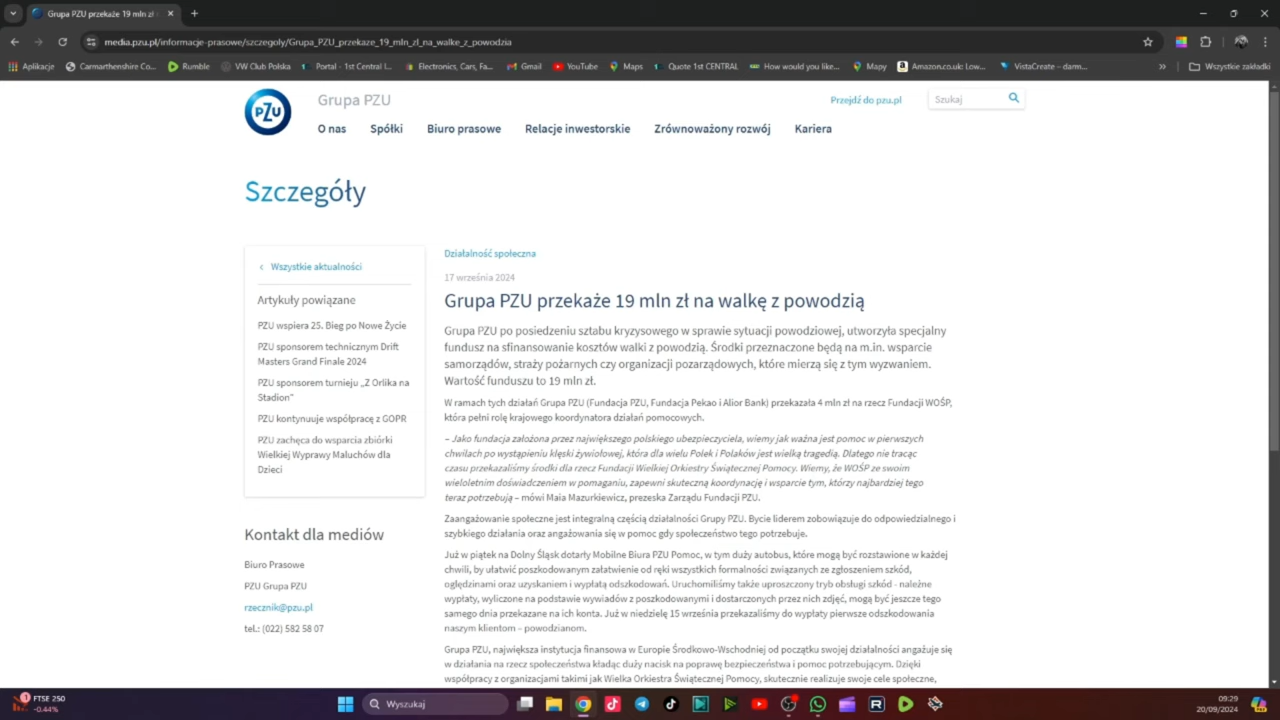 Grupa PZU przekaże 19 mln zł
media.pzu.pl/informacje-prasowe/szczegoly/Grupa_PZU_przekaze_19_mln_zl_na_walke_z_powodzia
Aplikacje Carmarthenshire Co... Rumble VW Club Polska Portal - 1st Central I... Electronics, Cars, Fa... Gmail YouTube Maps Quote 1st CENTRAL How would you like... Mapy Amazon.co.uk: Low... VistaCreate – darm... » Wszystkie zakładki
PZU
Grupa PZU
Przejdź do pzu.pl
Szukaj
O nas Spółki Biuro prasowe Relacje inwestorskie Zrównoważony rozwój Kariera
Szczegóły
‹ Wszystkie aktualności
Artykuły powiązane
PZU wspiera 25. Bieg po Nowe Życie
PZU sponsorem technicznym Drift
Masters Grand Finale 2024
PZU sponsorem turnieju „Z Orlika na
Stadion”
PZU kontynuuje współpracę z GOPR
PZU zachęca do wsparcia zbiórki
Wielkiej Wyprawy Maluchów dla
Dzieci
Kontakt dla mediów
Biuro Prasowe
PZU Grupa PZU
rzecznik@pzu.pl
tel.: (022) 582 58 07
Działalność społeczna
17 września 2024
Grupa PZU przekaże 19 mln zł na walkę z powodzią
Grupa PZU po posiedzeniu sztabu kryzysowego w sprawie sytuacji powodziowej, utworzyła specjalny
fundusz na sfinansowanie kosztów walki z powodzią. Środki przeznaczone będą na m.in. wsparcie
samorządów, straży pożarnych czy organizacji pozarządowych, które mierzą się z tym wyzwaniem.
Wartość funduszu to 19 mln zł.
W ramach tych działań Grupa PZU (Fundacja PZU, Fundacja Pekao i Alior Bank) przekazała 4 mln zł na rzecz Fundacji WOŚP,
która pełni rolę krajowego koordynatora działań pomocowych.
– Jako fundacja założona przez największego polskiego ubezpieczyciela, wiemy jak ważna jest pomoc w pierwszych
chwilach po wystąpieniu klęski żywiołowej, która dla wielu Polek i Polaków jest wielką tragedią. Dlatego nie tracąc
czasu przekazaliśmy środki dla rzecz Fundacji Wielkiej Orkiestry Świątecznej Pomocy. Wiemy, że WOŚP ze swoim
wieloletnim doświadczeniem w pomaganiu, zapewni skuteczną koordynację i wsparcie tym, którzy najbardziej tego
teraz potrzebują – mówi Maia Mazurkiewicz, prezeska Zarządu Fundacji PZU.
Zaangażowanie społeczne jest integralną częścią działalności Grupy PZU. Bycie liderem zobowiązuje do odpowiedzialnego i
szybkiego działania oraz angażowania się w pomoc gdy społeczeństwo tego potrzebuje.
Już w piątek na Dolny Śląsk dotarły Mobilne Biura PZU Pomoc, w tym duży autobus, które mogą być rozstawione w każdej
chwili, by ułatwić poszkodowanym załatwienie od ręki wszystkich formalności związanych ze zgłoszeniem szkód,
oględzinami oraz uzyskaniem i wypłatą odszkodowań. Uruchomiliśmy także uproszczony tryb obsługi szkód - należne
wypłaty, wyliczone na podstawie wywiadów z poszkodowanymi i dostarczonych przez nich zdjęć, mogą być jeszcze tego
samego dnia przekazane na ich konta. Już w niedzielę 15 września przekazaliśmy do wypłaty pierwsze odszkodowania
naszym klientom – powodzianom.
Grupa PZU, największa instytucja finansowa w Europie Środkowo-Wschodniej od początku swojej działalności angażuje się
w działania na rzecz społeczeństwa kładąc duży nacisk na poprawę bezpieczeństwa i pomoc potrzebującym. Dzięki
współpracy z organizacjami takimi jak Wielka Orkiestra Świątecznej Pomocy, skutecznie realizuje swoje cele społeczne,
1
FTSE 250
-0.44%
Wyszukaj
09:29
20/09/2024